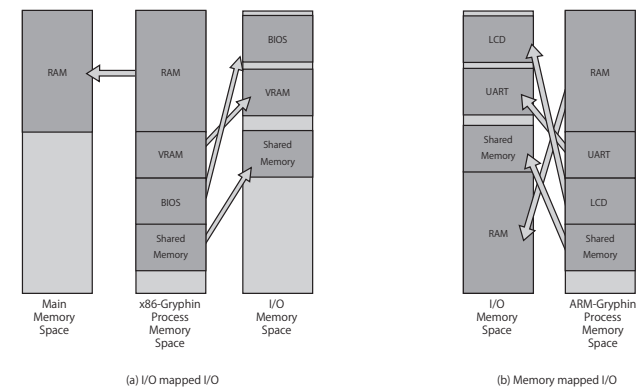 RAM
RAM
VRAM
BIOS
Shared
Memory
BIOS
VRAM
Shared
Memory
Main
Memory
Space
x86-Gryphin
Process
Memory
Space
I/O
Memory
Space
(a) I/O mapped I/O
LCD
UART
Shared
Memory
RAM
RAM
UART
LCD
Shared
Memory
I/O
Memory
Space
ARM-Gryphin
Process
Memory
Space
(b) Memory mapped I/O